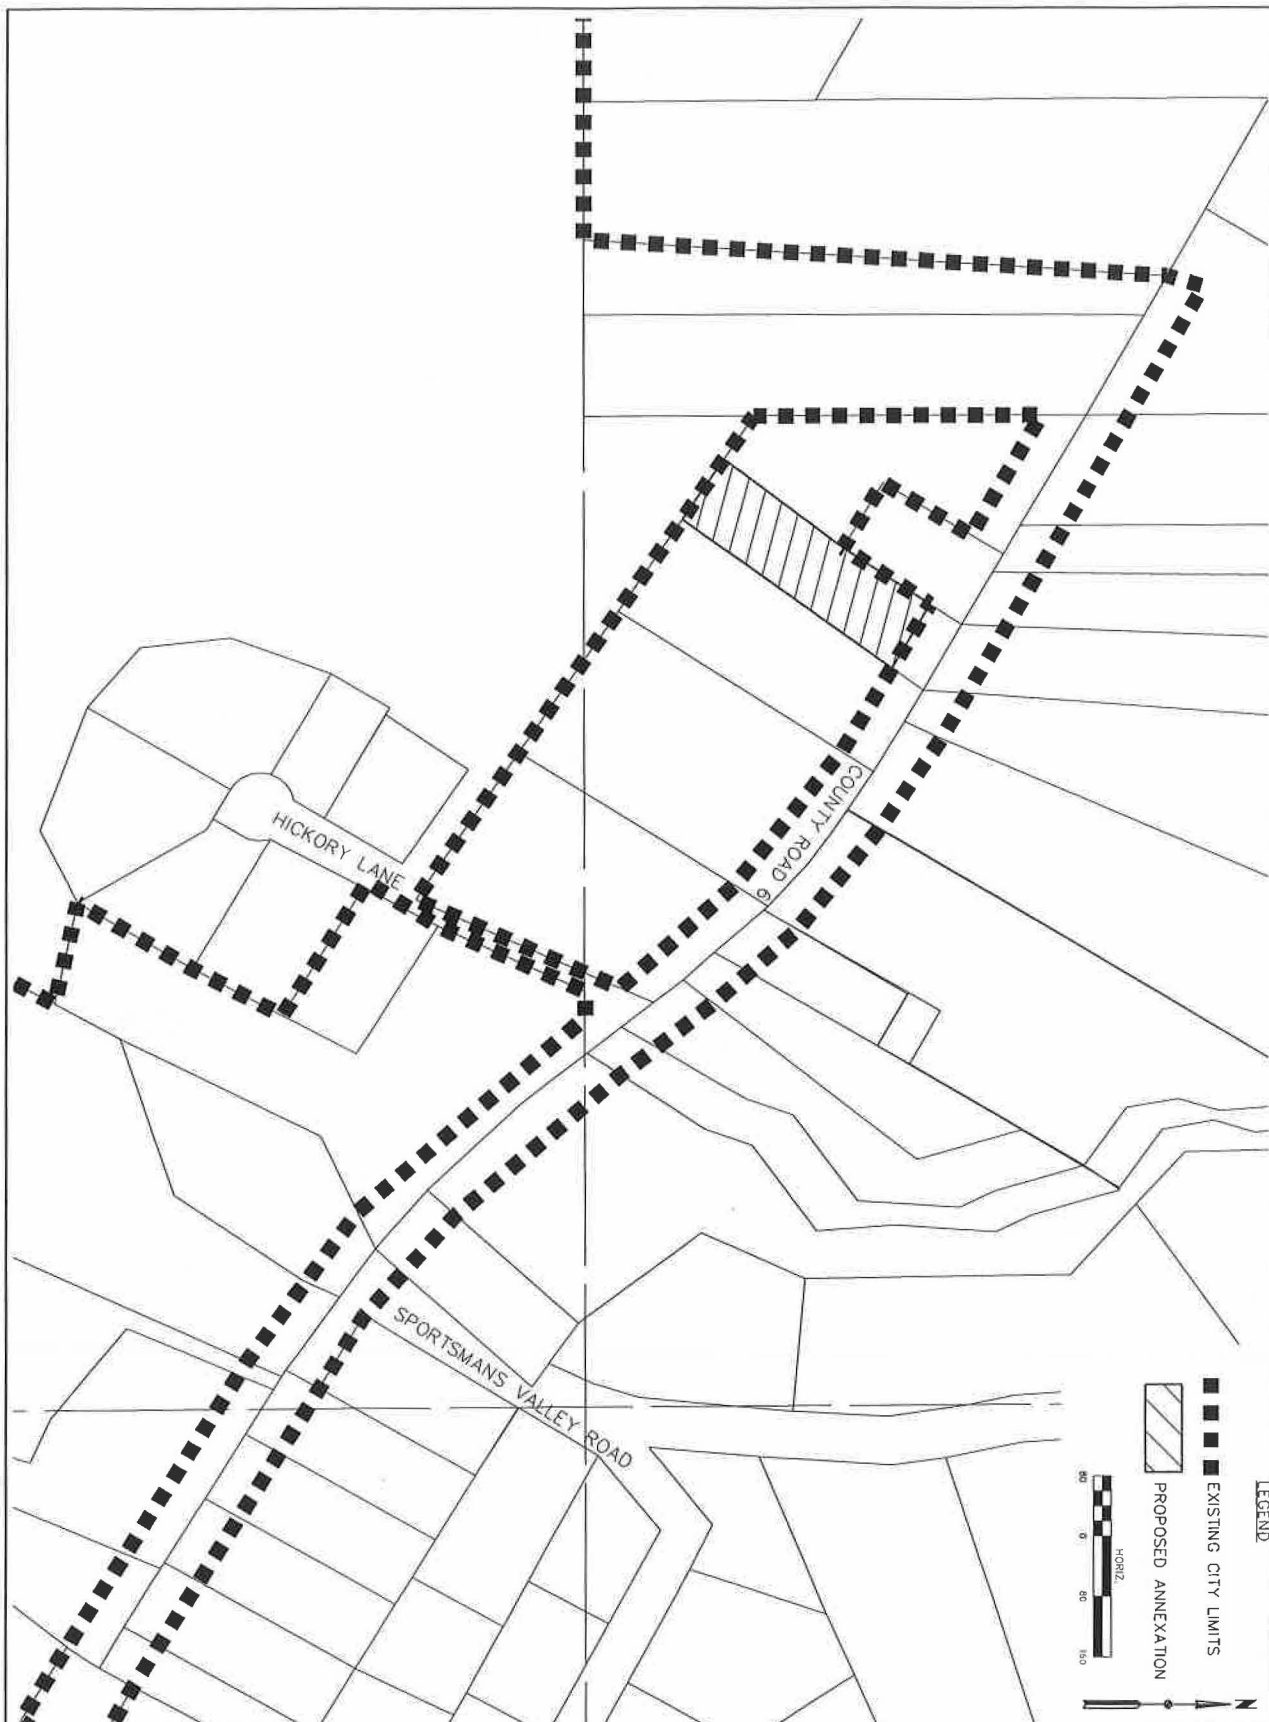 COUNTY ROAD 6
HICKORY LANE
SPORTSMANS VALLEY ROAD
LEGEND
EXISTING CITY LIMITS
PROPOSED ANNEXATION
HORIZ.
80 0 80 160
N